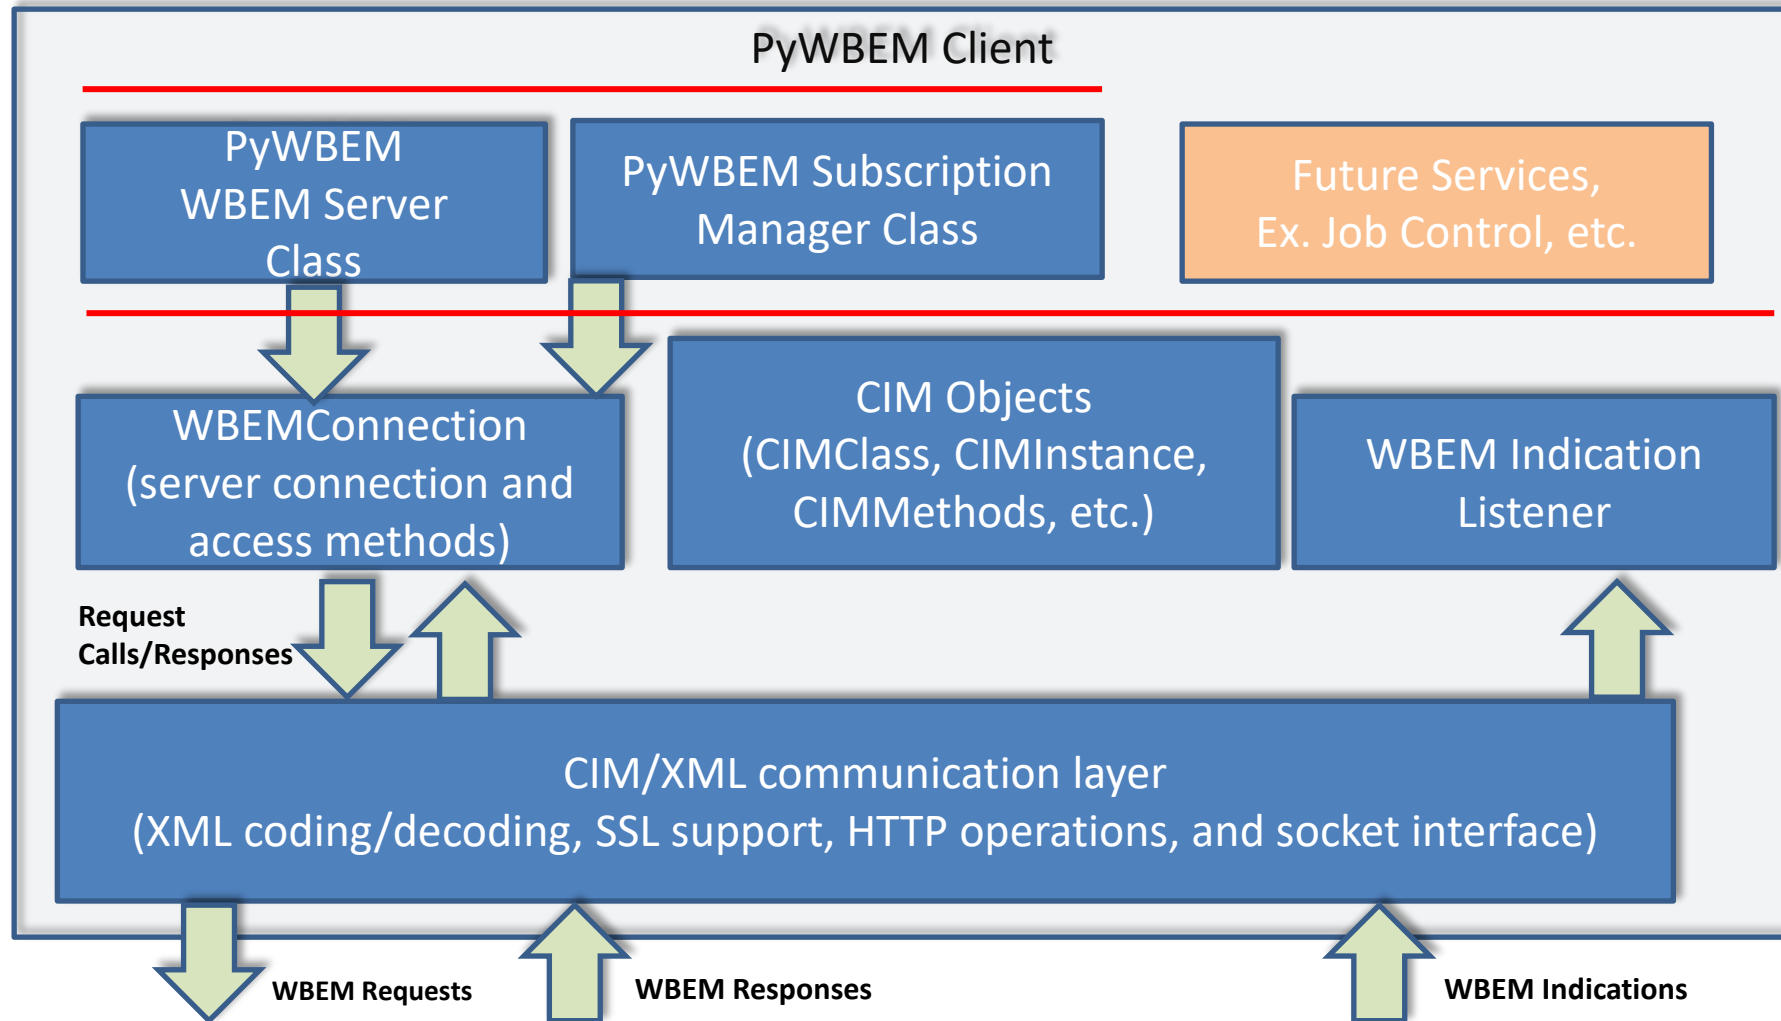 PyWBEM Client
PyWBEM
WBEM Server
Class
PyWBEM Subscription
Manager Class
Future Services,
Ex. Job Control, etc.
WBEMConnection
(server connection and
access methods)
CIM Objects
(CIMClass, CIMInstance,
CIMMethods, etc.)
WBEM Indication
Listener
Request
Calls/Responses
CIM/XML communication layer
(XML coding/decoding, SSL support, HTTP operations, and socket interface)
WBEM Requests
WBEM Responses
WBEM Indications